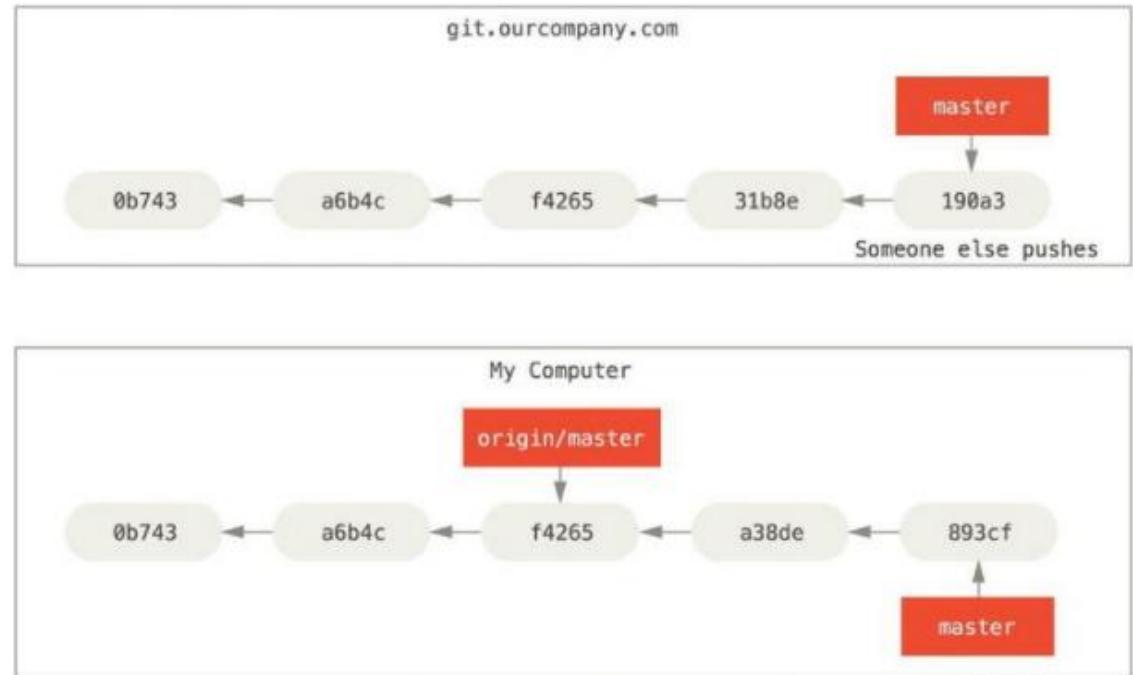 git.ourcompany.com
master
0b743 a6b4c f4265 31b8e 190a3
Someone else pushes
My Computer
origin/master
0b743 a6b4c f4265 a38de 893cf
master